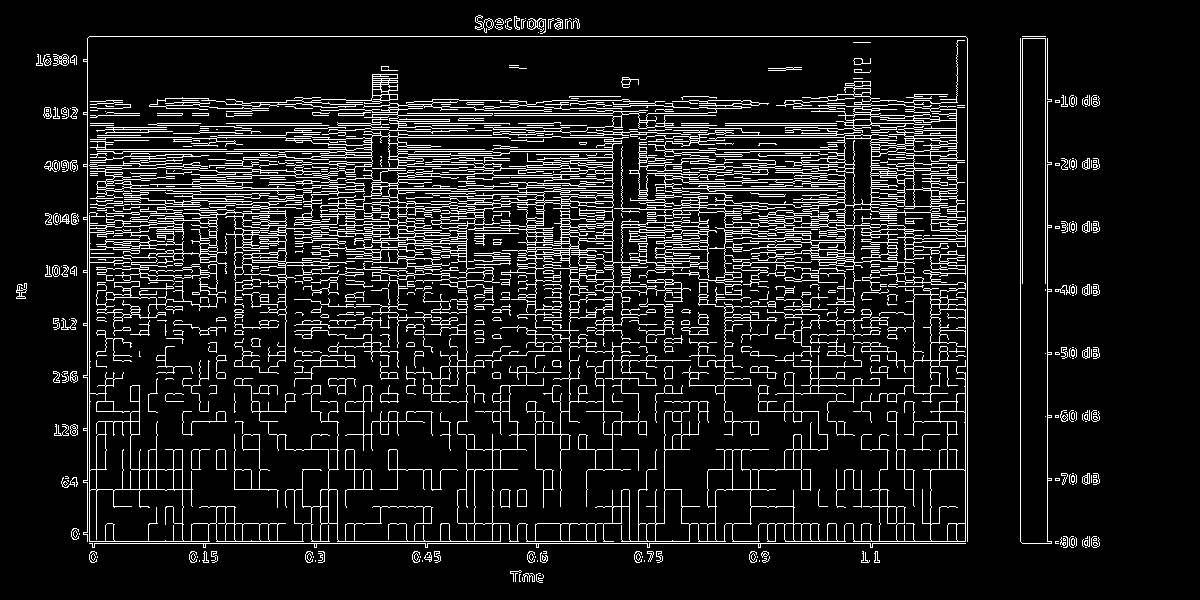 Spectrogram
16384
8192
4096
2048
1024
512
256
128
64
0
Hz
0
0.15
0.3
0.45
0.6
0.75
0.9
1.1
Time
-10 dB
-20 dB
-30 dB
-40 dB
-50 dB
-60 dB
-70 dB
-80 dB